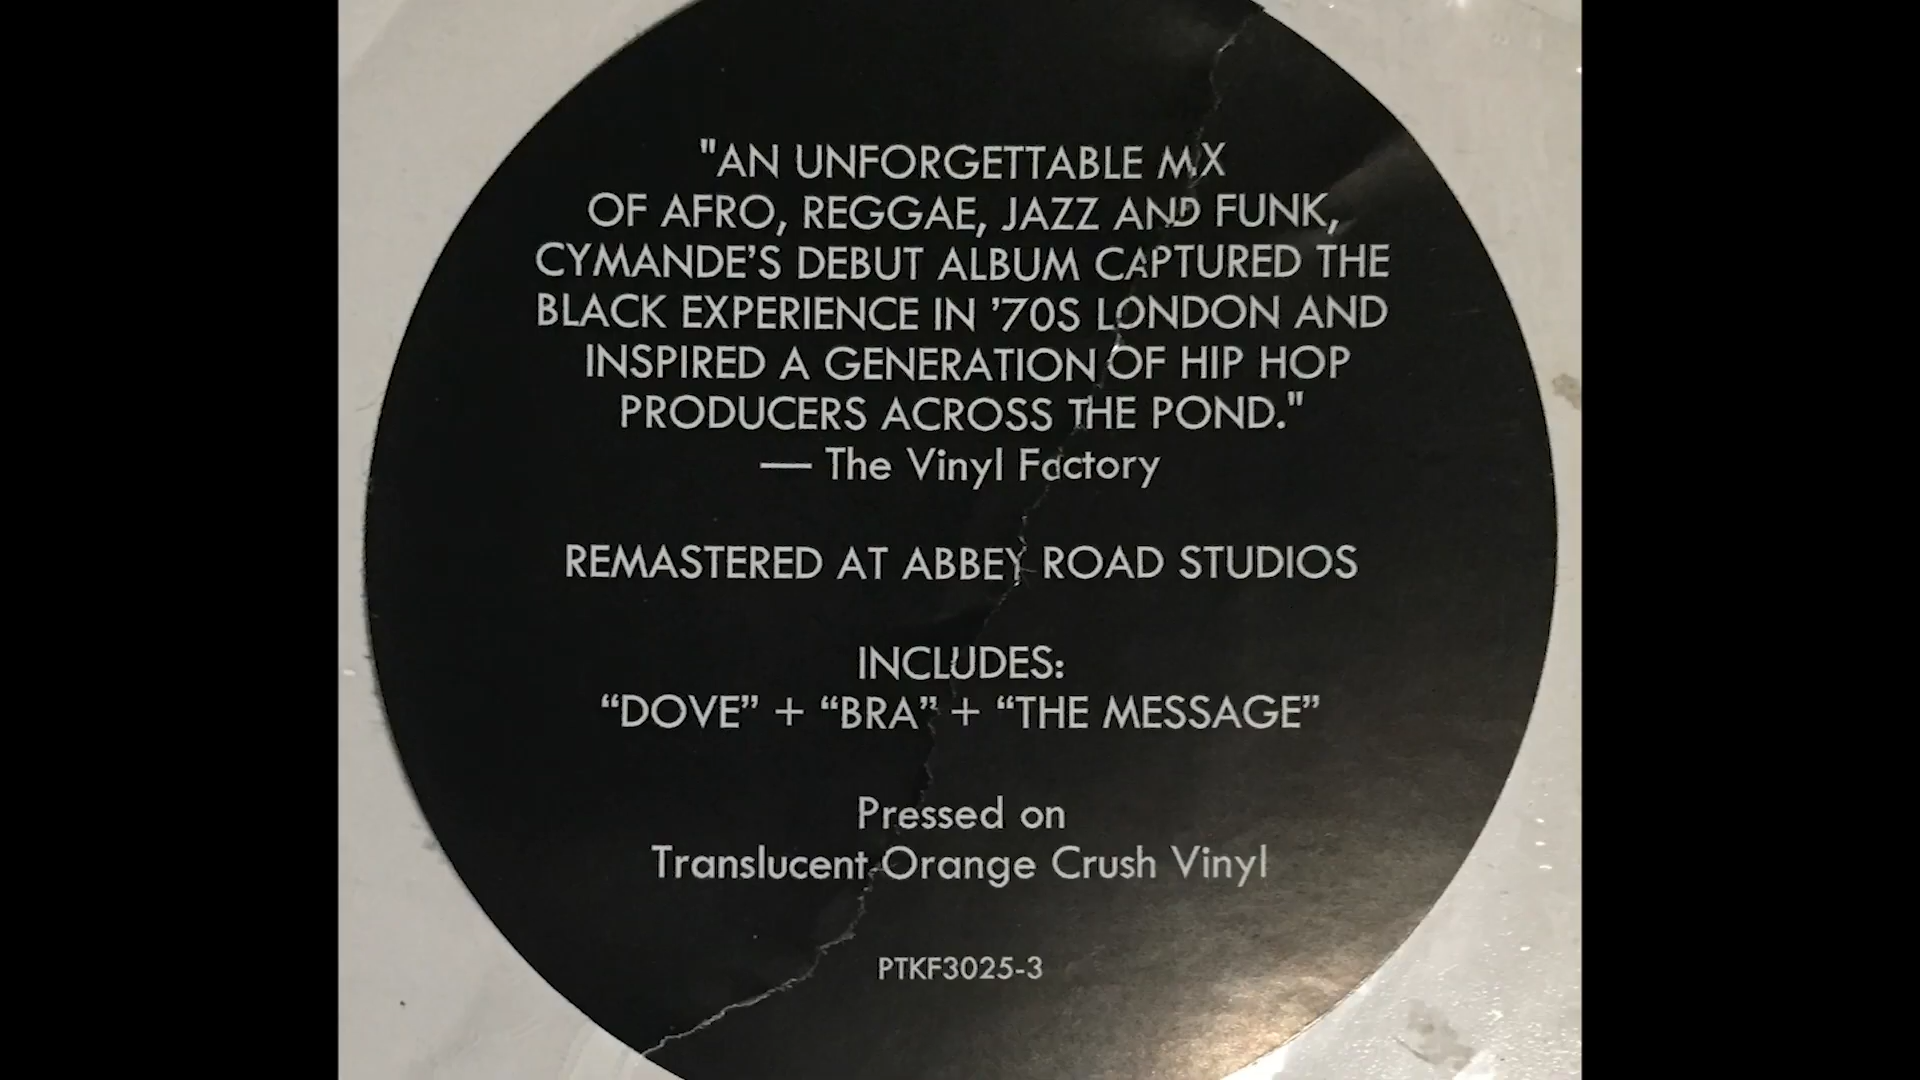 "AN UNFORGETTABLE MIX
OF AFRO, REGGAE, JAZZ AND FUNK,
CYMANDE'S DEBUT ALBUM CAPTURED THE
BLACK EXPERIENCE IN '70S LONDON AND
INSPIRED A GENERATION OF HIP HOP
PRODUCERS ACROSS THE POND."
— The Vinyl Factory
REMASTERED AT ABBEY ROAD STUDIOS
INCLUDES:
“DOVE” + “BRA” + “THE MESSAGE”
Pressed on
Translucent Orange Crush Vinyl
PTKF3025-3